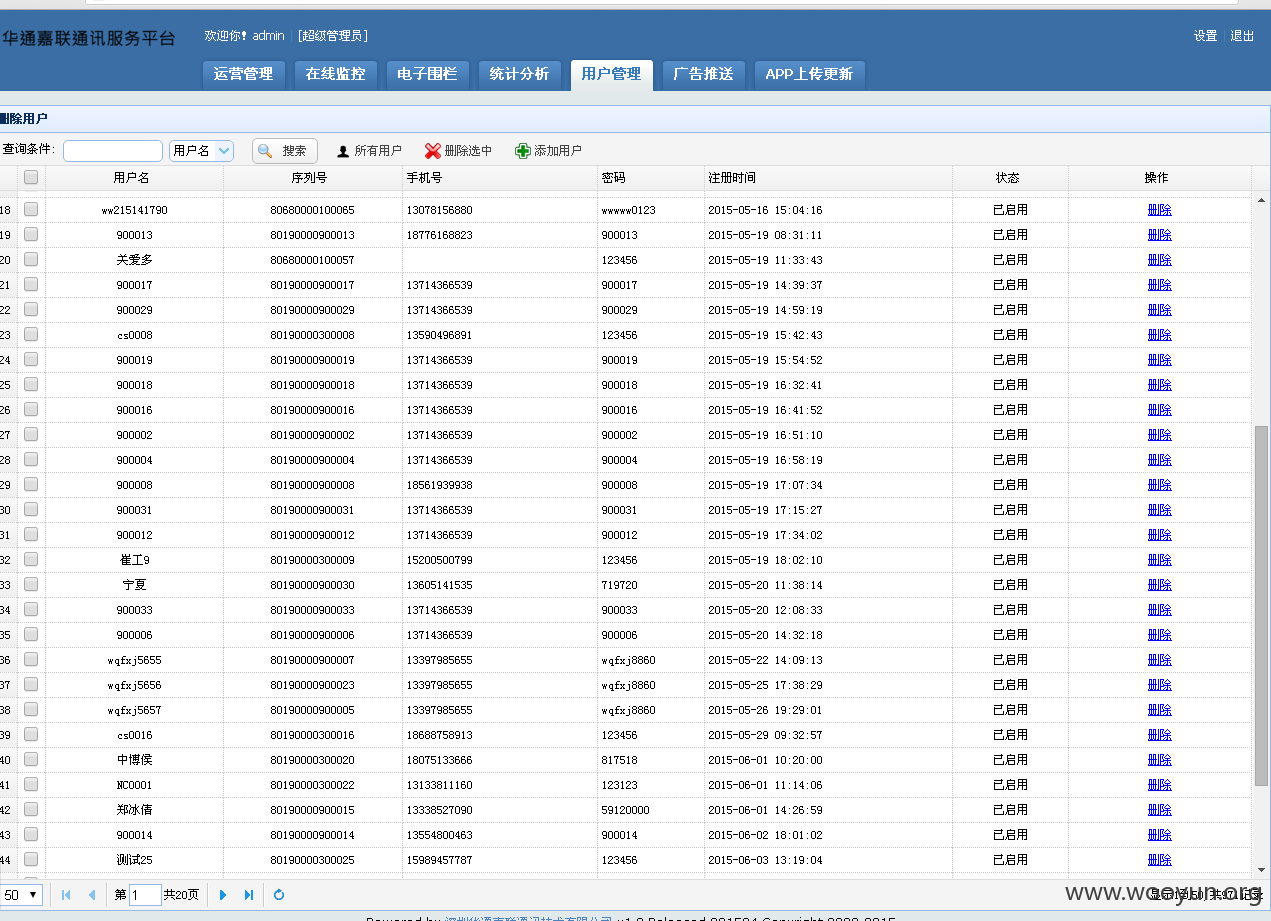 华通嘉联通讯服务平台 欢迎你! admin [超级管理员] 设置 退出
运营管理 在线监控 电子围栏 统计分析 用户管理 广告推送 APP上传更新
删除用户
查询条件: 用户名 搜索 所有用户 删除选中 添加用户
用户名 序列号 手机号 密码 注册时间 状态 操作
18 ww215141790 80680000100065 13078156880 wwwww0123 2015-05-16 15:04:16 已启用 删除
19 900013 80190000900013 18776168823 900013 2015-05-19 08:31:11 已启用 删除
20 关爱多 80680000100057 123456 2015-05-19 11:33:43 已启用 删除
21 900017 80190000900017 13714366539 900017 2015-05-19 14:39:37 已启用 删除
22 900029 80190000900029 13714366539 900029 2015-05-19 14:59:19 已启用 删除
23 cs0008 80190000300008 13590496891 123456 2015-05-19 15:42:43 已启用 删除
24 900019 80190000900019 13714366539 900019 2015-05-19 15:54:52 已启用 删除
25 900018 80190000900018 13714366539 900018 2015-05-19 16:32:41 已启用 删除
26 900016 80190000900016 13714366539 900016 2015-05-19 16:41:52 已启用 删除
27 900002 80190000900002 13714366539 900002 2015-05-19 16:51:10 已启用 删除
28 900004 80190000900004 13714366539 900004 2015-05-19 16:58:19 已启用 删除
29 900008 80190000900008 18561939938 900008 2015-05-19 17:07:34 已启用 删除
30 900031 80190000900031 13714366539 900031 2015-05-19 17:15:27 已启用 删除
31 900012 80190000900012 13714366539 900012 2015-05-19 17:34:02 已启用 删除
32 崔工9 80190000300009 15200500799 123456 2015-05-19 18:02:10 已启用 删除
33 宁夏 80190000900030 13605141535 719720 2015-05-20 11:38:14 已启用 删除
34 900033 80190000900033 13714366539 900033 2015-05-20 12:08:33 已启用 删除
35 900006 80190000900006 13714366539 900006 2015-05-20 14:32:18 已启用 删除
36 wqfxj5655 80190000900007 13397985655 wqfxj8860 2015-05-22 14:09:13 已启用 删除
37 wqfxj5656 80190000900023 13397985655 wqfxj8860 2015-05-25 17:38:29 已启用 删除
38 wqfxj5657 80190000900005 13397985655 wqfxj8860 2015-05-26 19:29:01 已启用 删除
39 cs0016 80190000300016 18688758913 123456 2015-05-29 09:32:57 已启用 删除
40 中博侯 80190000300020 18075133666 817518 2015-06-01 10:20:00 已启用 删除
41 NC0001 80190000300022 13133811160 123123 2015-06-01 11:14:06 已启用 删除
42 郑冰倩 80190000900015 13338527090 59120000 2015-06-01 14:26:59 已启用 删除
43 900014 80190000900014 13554800463 900014 2015-06-02 18:01:02 已启用 删除
44 测试25 80190000300025 15989457787 123456 2015-06-03 13:19:04 已启用 删除
50 第 1 共20页
www.wooyun.org